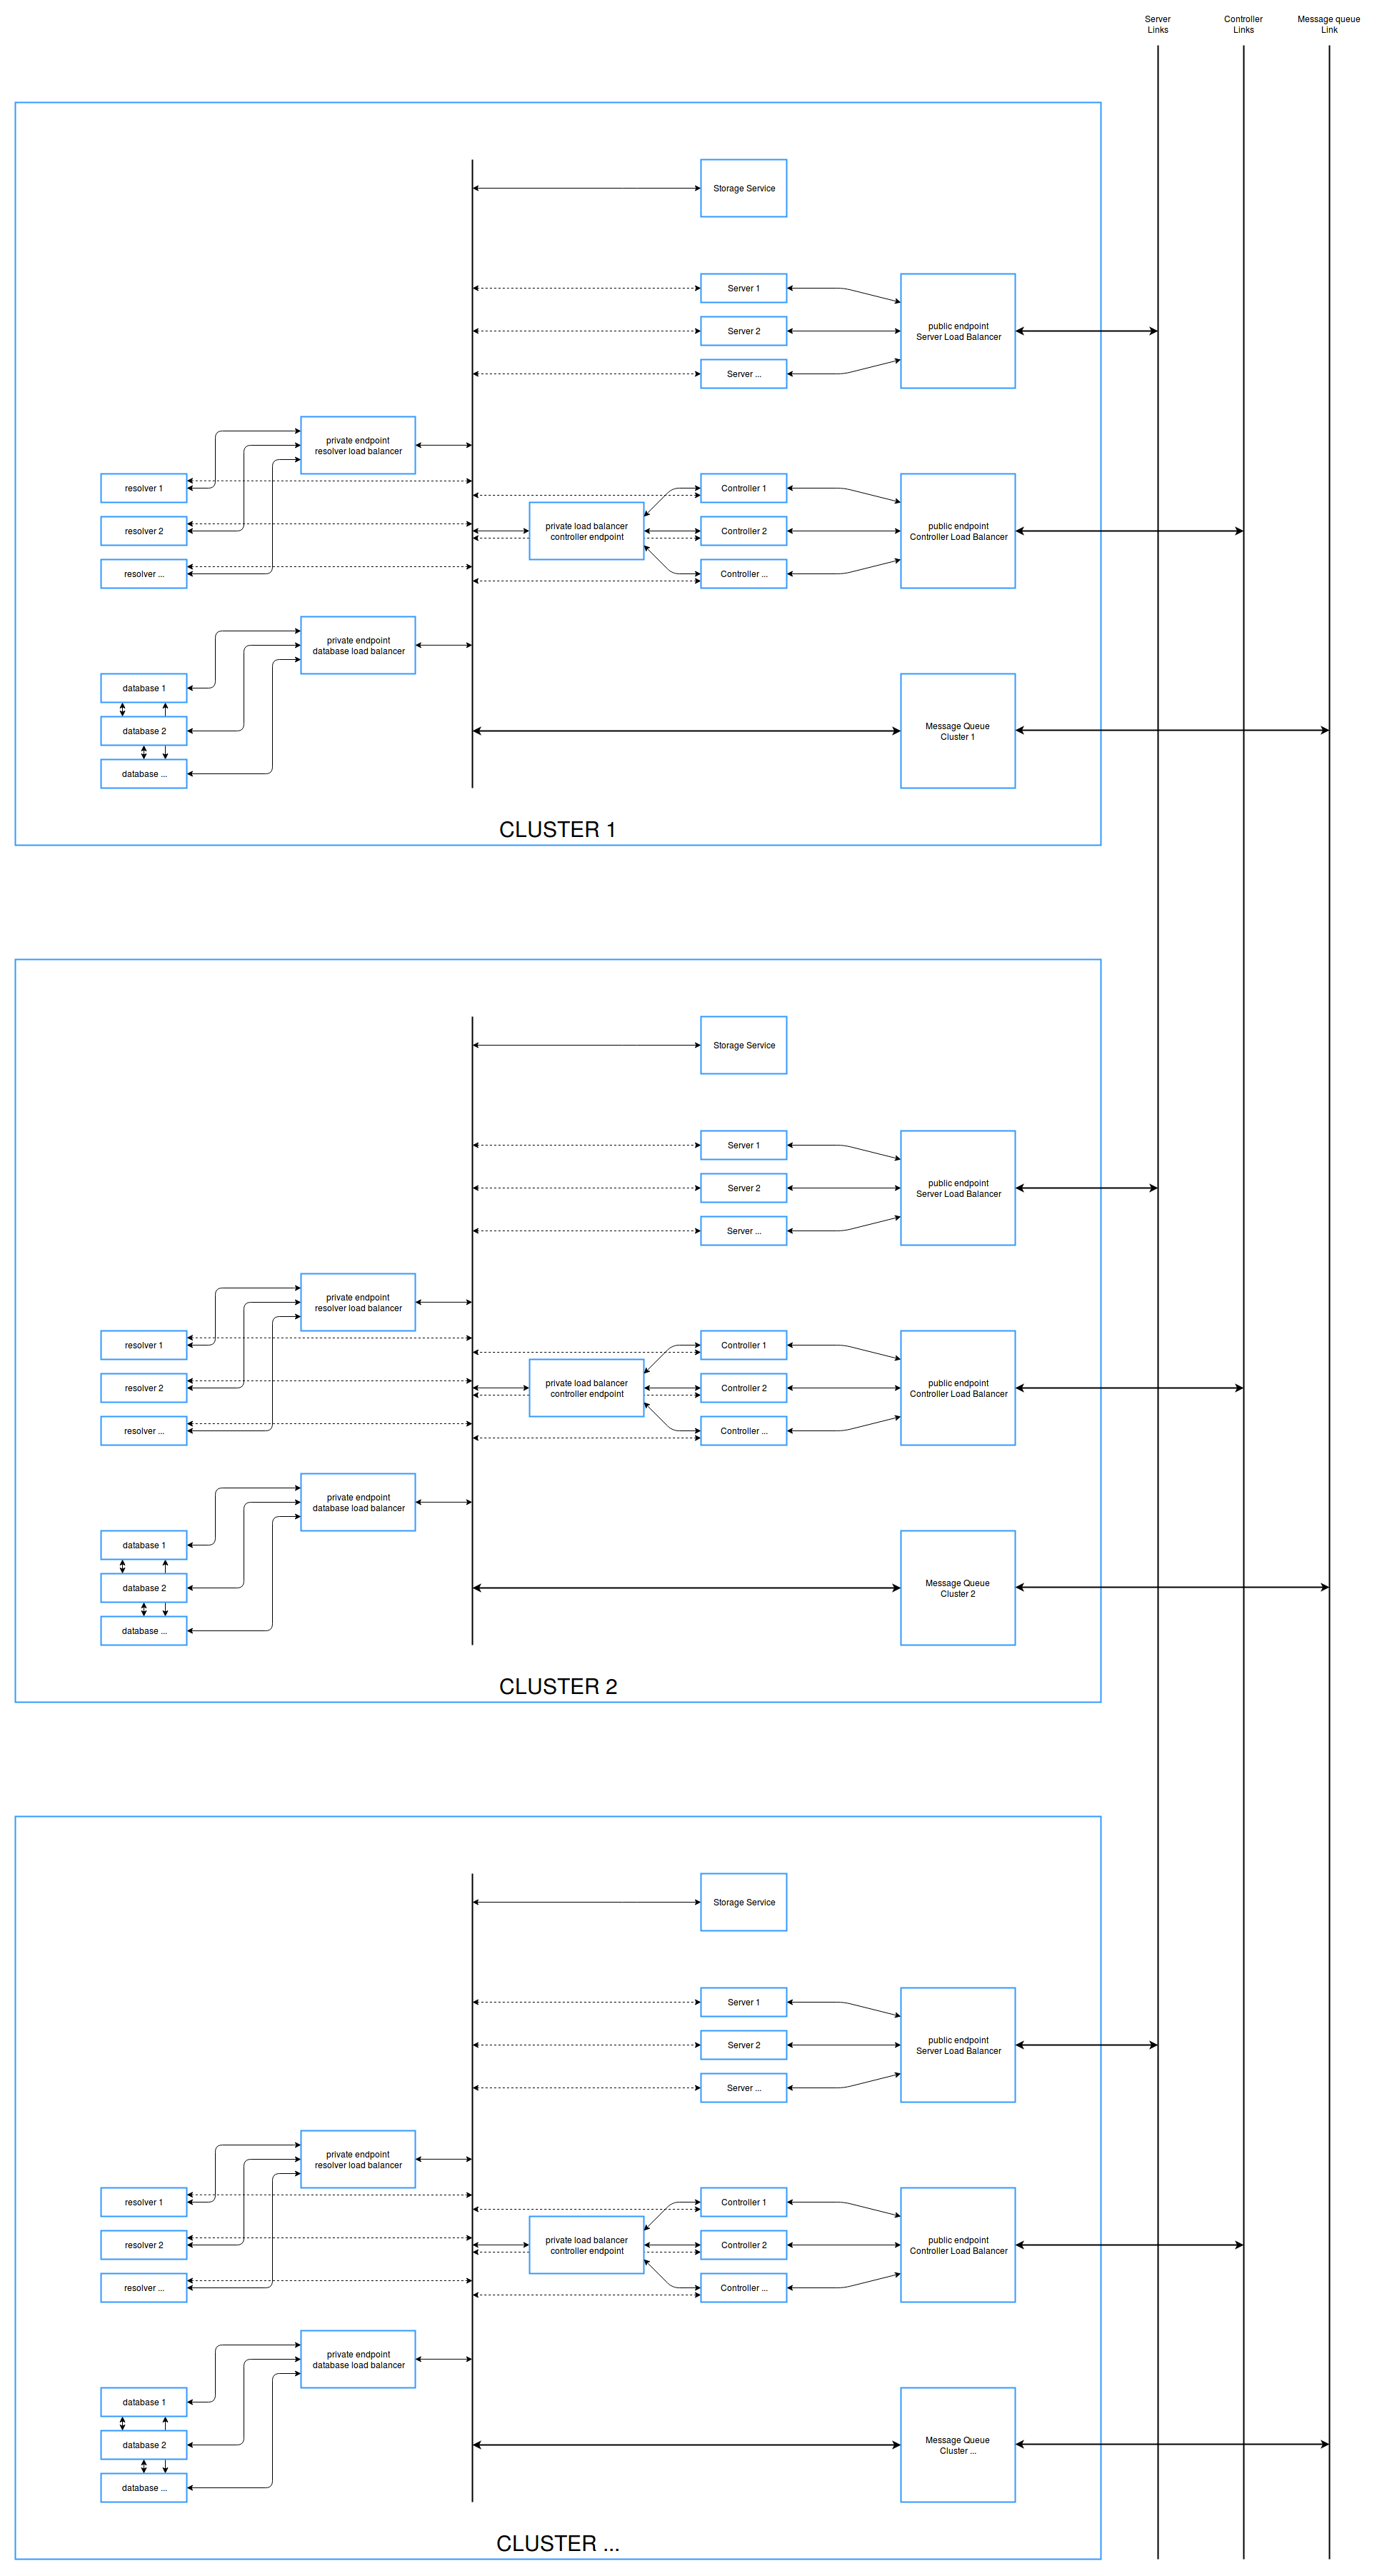 Server
Links
Controller
Links
Message queue
Link
Storage Service
Server 1
Server 2
Server ...
public endpoint
Server Load Balancer
private endpoint
resolver load balancer
resolver 1
resolver 2
resolver ...
private load balancer
controller endpoint
Controller 1
Controller 2
Controller ...
public endpoint
Controller Load Balancer
private endpoint
database load balancer
database 1
database 2
database ...
Message Queue
Cluster 1
CLUSTER 1
Storage Service
Server 1
Server 2
Server ...
public endpoint
Server Load Balancer
private endpoint
resolver load balancer
resolver 1
resolver 2
resolver ...
private load balancer
controller endpoint
Controller 1
Controller 2
Controller ...
public endpoint
Controller Load Balancer
private endpoint
database load balancer
database 1
database 2
database ...
Message Queue
Cluster 2
CLUSTER 2
Storage Service
Server 1
Server 2
Server ...
public endpoint
Server Load Balancer
private endpoint
resolver load balancer
resolver 1
resolver 2
resolver ...
private load balancer
controller endpoint
Controller 1
Controller 2
Controller ...
public endpoint
Controller Load Balancer
private endpoint
database load balancer
database 1
database 2
database ...
Message Queue
Cluster ...
CLUSTER ...